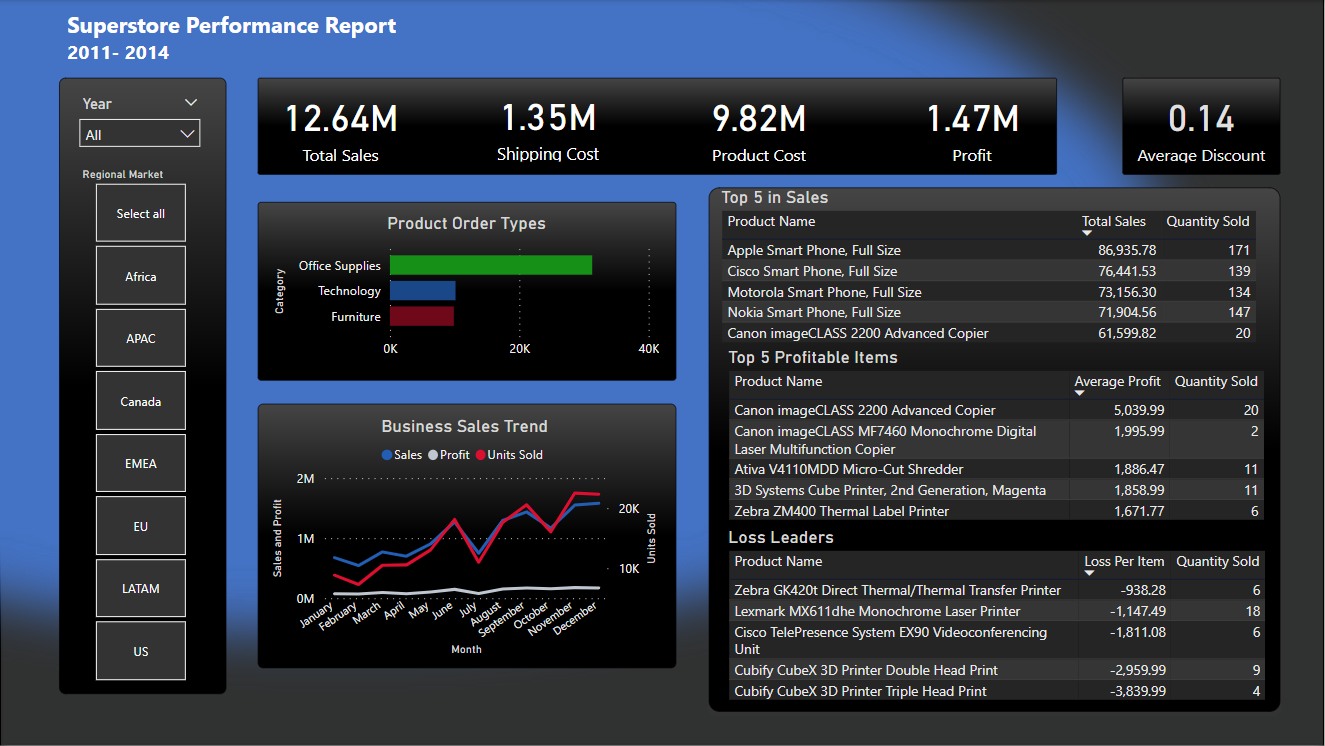 Superstore Performance Report
2011- 2014
Year
All
Regional Market
Select all
Africa
APAC
Canada
EMEA
EU
LATAM
US
12.64M
Total Sales
1.35M
Shipping Cost
9.82M
Product Cost
1.47M
Profit
0.14
Average Discount
Product Order Types
Category
Office Supplies
Technology
Furniture
0K 20K 40K
Business Sales Trend
Sales Profit Units Sold
Sales and Profit
2M
1M
0M
20K
10K
Units Sold
January February March April May June July August September October November December
Month
Top 5 in Sales
Product Name Total Sales Quantity Sold
Apple Smart Phone, Full Size 86,935.78 171
Cisco Smart Phone, Full Size 76,441.53 139
Motorola Smart Phone, Full Size 73,156.30 134
Nokia Smart Phone, Full Size 71,904.56 147
Canon imageCLASS 2200 Advanced Copier 61,599.82 20
Top 5 Profitable Items
Product Name Average Profit Quantity Sold
Canon imageCLASS 2200 Advanced Copier 5,039.99 20
Canon imageCLASS MF7460 Monochrome Digital 1,995.99 2
Laser Multifunction Copier
Ativa V4110MDD Micro-Cut Shredder 1,886.47 11
3D Systems Cube Printer, 2nd Generation, Magenta 1,858.99 11
Zebra ZM400 Thermal Label Printer 1,671.77 6
Loss Leaders
Product Name Loss Per Item Quantity Sold
Zebra GK420t Direct Thermal/Thermal Transfer Printer -938.28 6
Lexmark MX611dhe Monochrome Laser Printer -1,147.49 18
Cisco TelePresence System EX90 Videoconferencing -1,811.08 6
Unit
Cubify CubeX 3D Printer Double Head Print -2,959.99 9
Cubify CubeX 3D Printer Triple Head Print -3,839.99 4